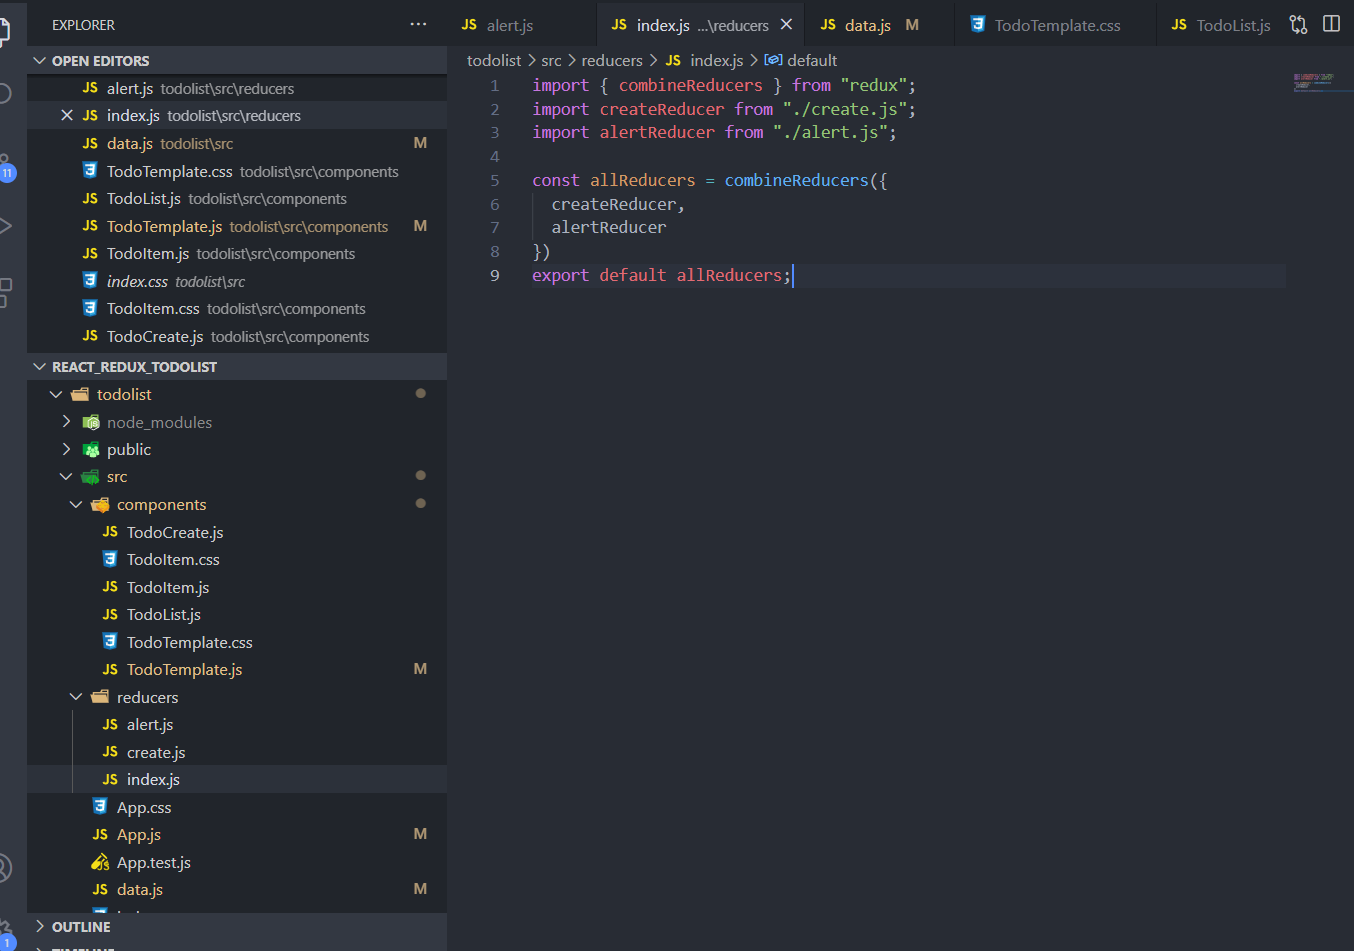 EXPLORER
···
OPEN EDITORS
JS alert.js todolist\src\reducers
JS index.js todolist\src\reducers
JS data.js todolist\src M
TodoTemplate.css todolist\src\components
JS TodoList.js todolist\src\components
JS TodoTemplate.js todolist\src\components M
JS TodoItem.js todolist\src\components
index.css todolist\src
TodoItem.css todolist\src\components
JS TodoCreate.js todolist\src\components
REACT_REDUX_TODOLIST
todolist
node_modules
public
src
components
JS TodoCreate.js
TodoItem.css
JS TodoItem.js
JS TodoList.js
TodoTemplate.css
JS TodoTemplate.js M
reducers
JS alert.js
JS create.js
JS index.js
App.css
JS App.js M
App.test.js
JS data.js M
OUTLINE
11
1
JS alert.js JS index.js ...\reducers JS data.js M TodoTemplate.css JS TodoList.js
todolist > src > reducers > JS index.js > default
1 import { combineReducers } from "redux";
2 import createReducer from "./create.js";
3 import alertReducer from "./alert.js";
4
5 const allReducers = combineReducers({
6 createReducer,
7 alertReducer
8 })
9 export default allReducers;